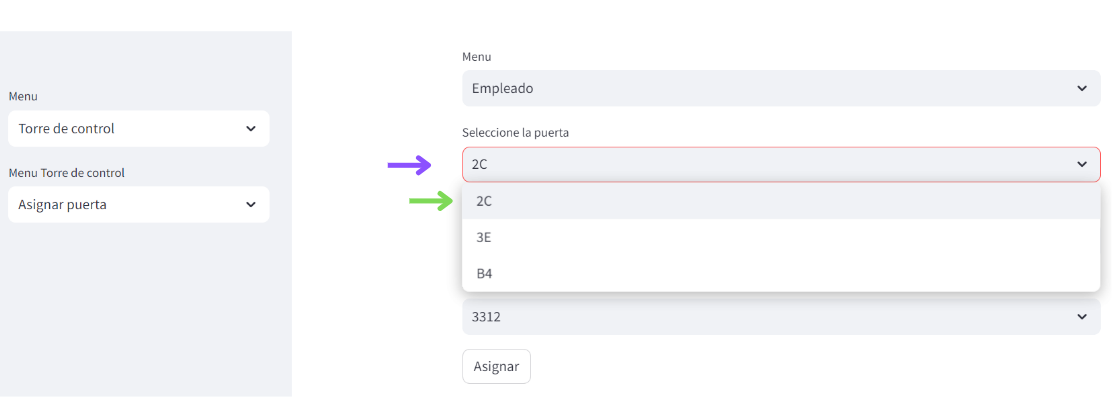 Menu
Torre de control
Menu Torre de control
Asignar puerta
Menu
Empleado
Seleccione la puerta
2C
2C
3E
B4
3312
Asignar